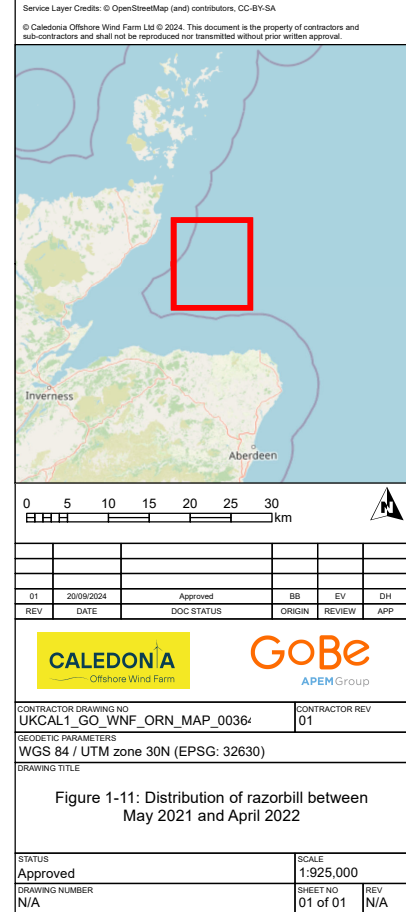 Service Layer Credits: © OpenStreetMap (and) contributors, CC-BY-SA
© Caledonia Offshore Wind Farm Ltd © 2024. This document is the property of contractors and
sub-contractors and shall not be reproduced nor transmitted without prior written approval.
Inverness
Aberdeen
0 5 10 15 20 25 30
km
N
01 20/09/2024 Approved BB EV DH
REV DATE DOC STATUS ORIGIN REVIEW APP
CALEDONIA
Offshore Wind Farm
GoBe
APEMGroup
CONTRACTOR DRAWING NO
UKCAL1_GO_WNF_ORN_MAP_00364
CONTRACTOR REV
01
GEODETIC PARAMETERS
WGS 84 / UTM zone 30N (EPSG: 32630)
DRAWING TITLE
Figure 1-11: Distribution of razorbill between
May 2021 and April 2022
STATUS
Approved
SCALE
1:925,000
DRAWING NUMBER
N/A
SHEET NO
01 of 01
REV
N/A